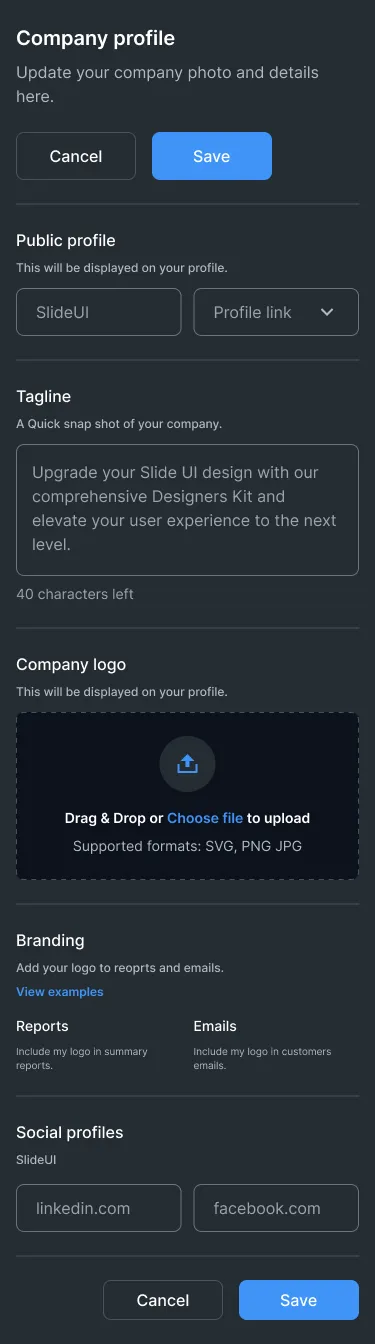 Company profile
Update your company photo and details
here.
Cancel
Save
Public profile
This will be displayed on your profile.
SlideUI
Profile link
Tagline
A Quick snap shot of your company.
Upgrade your Slide UI design with our
comprehensive Designers Kit and
elevate your user experience to the next
level.
40 characters left
Company logo
This will be displayed on your profile.
Drag & Drop or Choose file to upload
Supported formats: SVG, PNG JPG
Branding
Add your logo to reoprts and emails.
View examples
Reports
Include my logo in summary
reports.
Emails
Include my logo in customers
emails.
Social profiles
SlideUI
linkedin.com
facebook.com
Cancel
Save